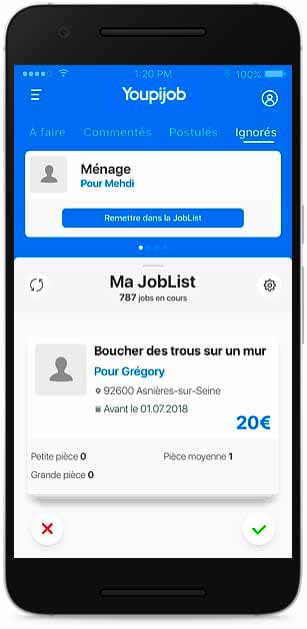 1:20 PM
100%
Youpijob
À faire Commentés Postulés Ignorés
Ménage
Pour Mehdi
Remettre dans la JobList
Ma JobList
787 jobs en cours
Boucher des trous sur un mur
Pour Grégory
92600 Asnières-sur-Seine
Avant le 01.07.2018
20€
Petite pièce 0 Pièce moyenne 1
Grande pièce 0